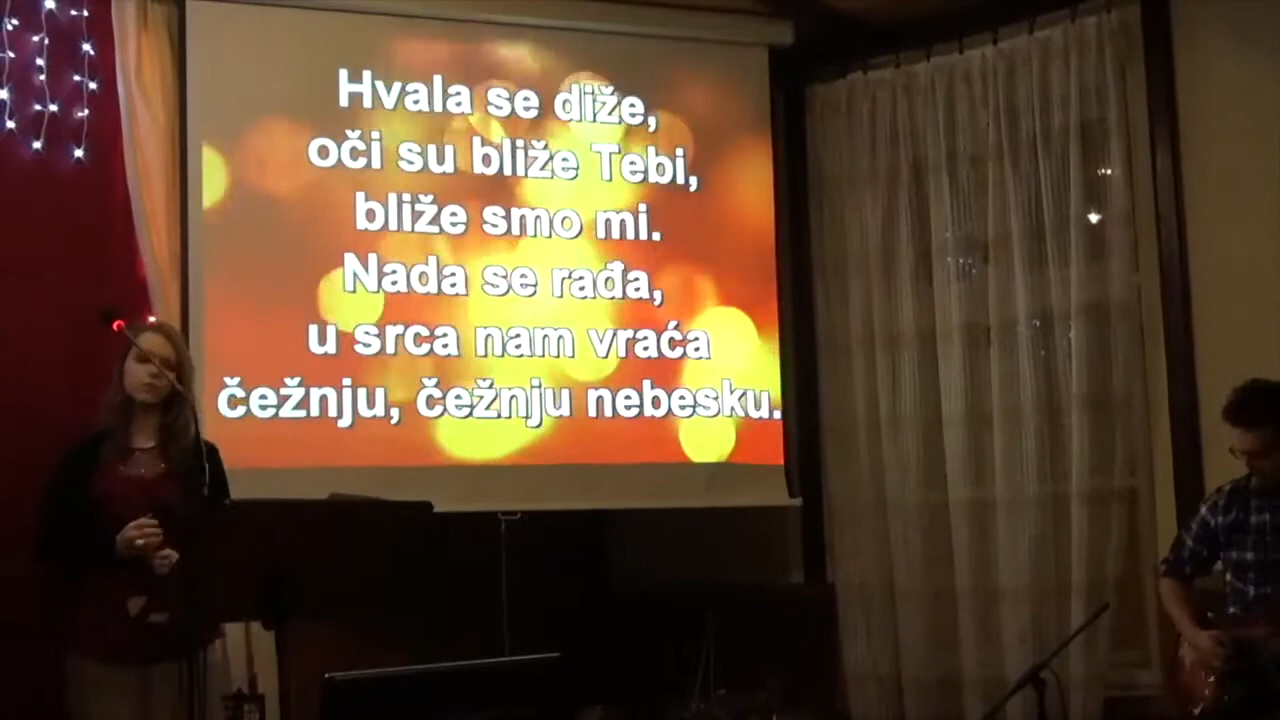 Hvala se diže,
oči su bliže Tebi,
bliže smo mi.
Nada se rađa,
u srca nam vraća
čežnju, čežnju nebesku.